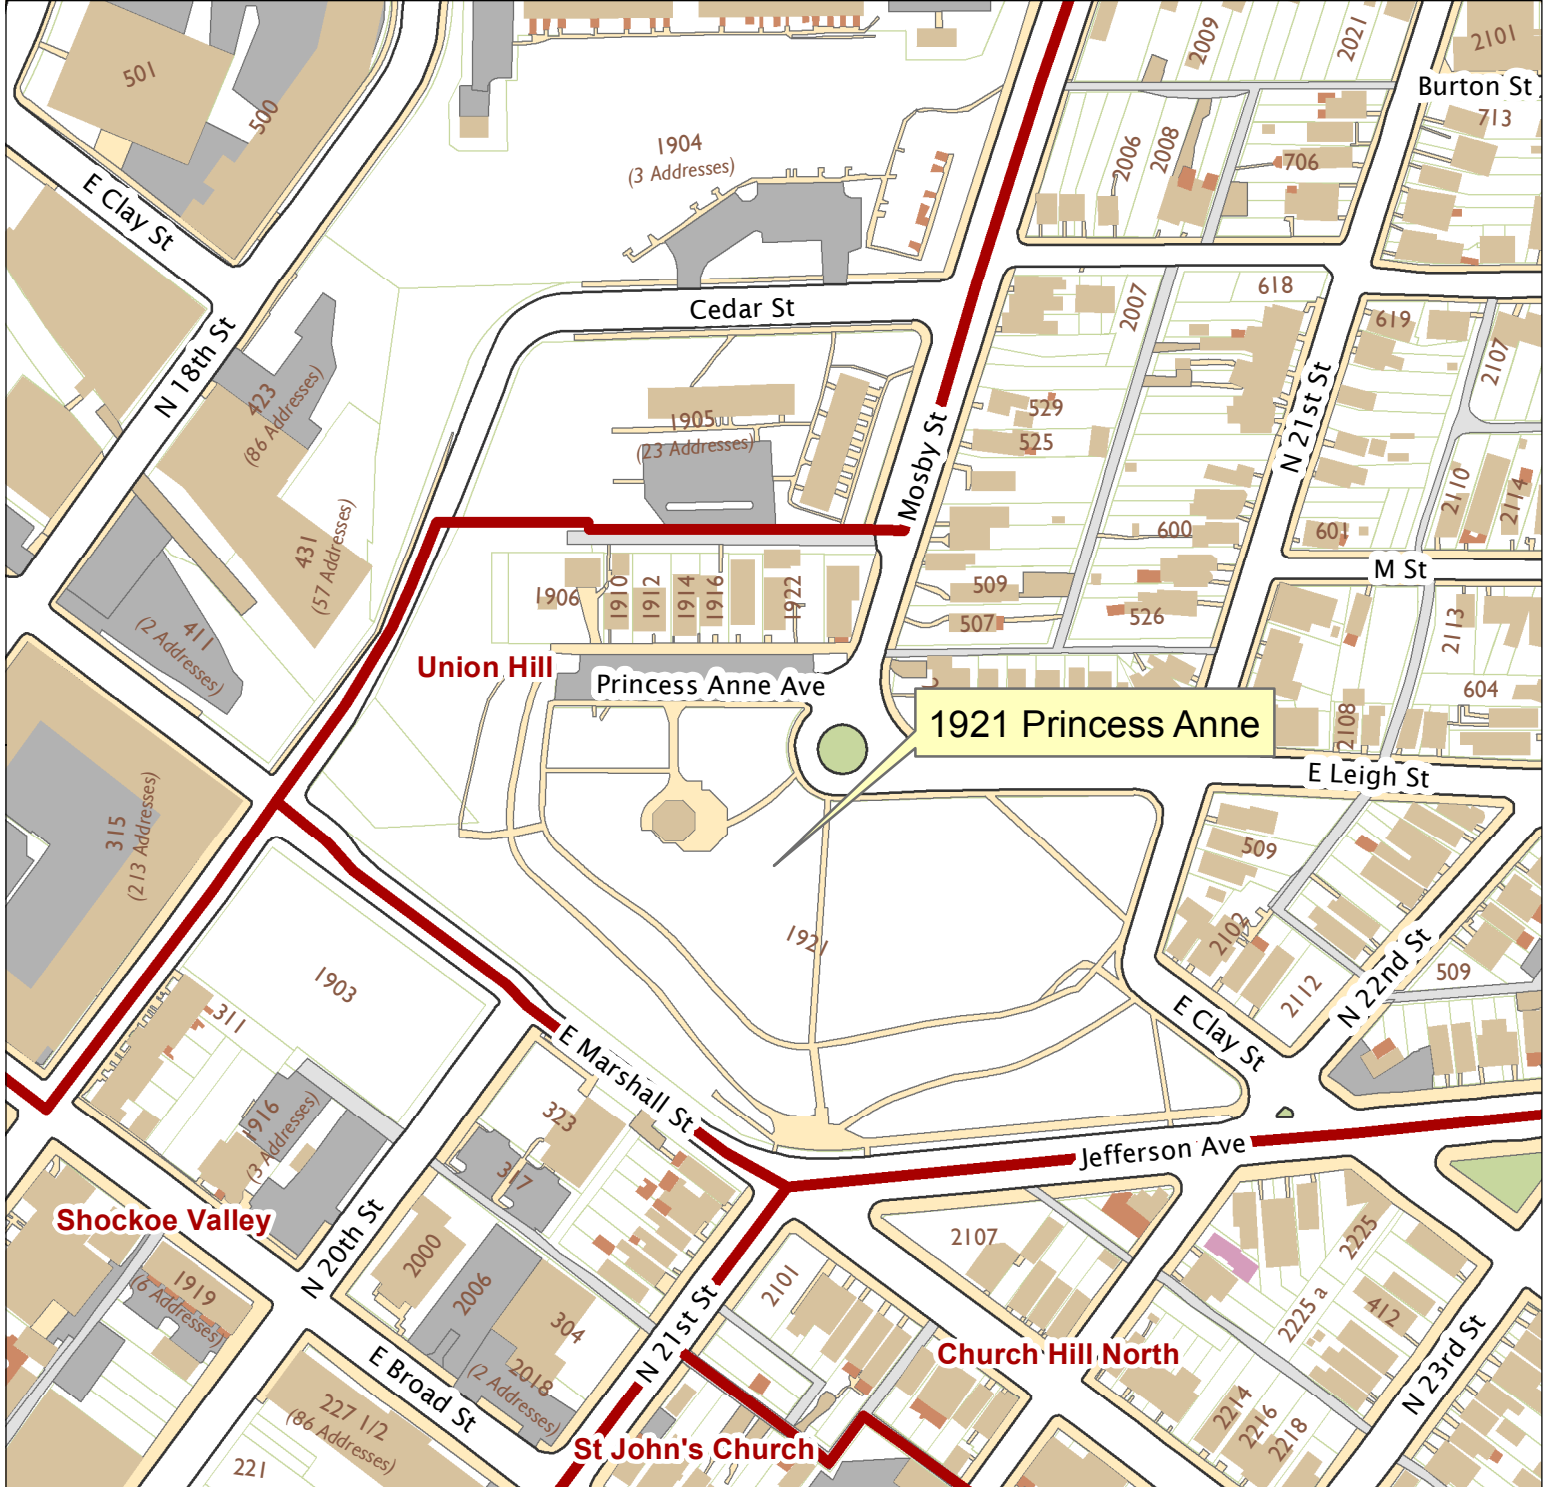 501
500
2009
2021
2101
Burton St
713
1904
(3 Addresses)
2006
2008
706
E Clay St
N 18th St
Cedar St
2007
618
619
2107
423
(86 Addresses)
1905
(23 Addresses)
529
525
Mosby St
N 21st St
2110
2114
431
(57 Addresses)
600
601
M St
1906
1910
1912
1914
1916
1922
509
507
526
2113
411
(2 Addresses)
Union Hill
Princess Anne Ave
604
2108
1921 Princess Anne
E Leigh St
315
(213 Addresses)
509
1921
2102
2112
N 22nd St
509
1903
311
E Clay St
E Marshall St
1916
(3 Addresses)
323
317
Jefferson Ave
Shockoe Valley
N 20th St
2000
2006
304
2018
(2 Addresses)
2107
2101
2225
2225 a
412
1919
(6 Addresses)
N 21st St
Church Hill North
N 23rd St
E Broad St
227 1/2
(86 Addresses)
221
St John's Church
2214
2216
2218